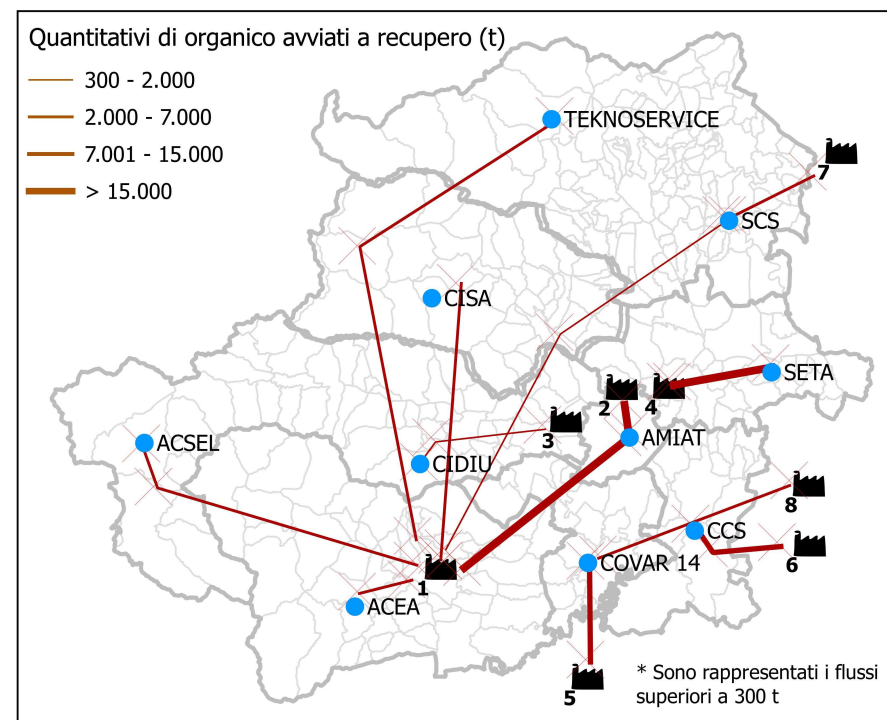 Quantitativi di organico avviati a recupero (t)
300 - 2.000
2.000 - 7.000
7.001 - 15.000
> 15.000
TEKNOSERVICE
7
SCS
CISA
SETA
2
4
ACSEL
3
AMIAT
CIDIU
8
CCS
6
COVAR 14
1
ACEA
5
* Sono rappresentati i flussi
superiori a 300 t